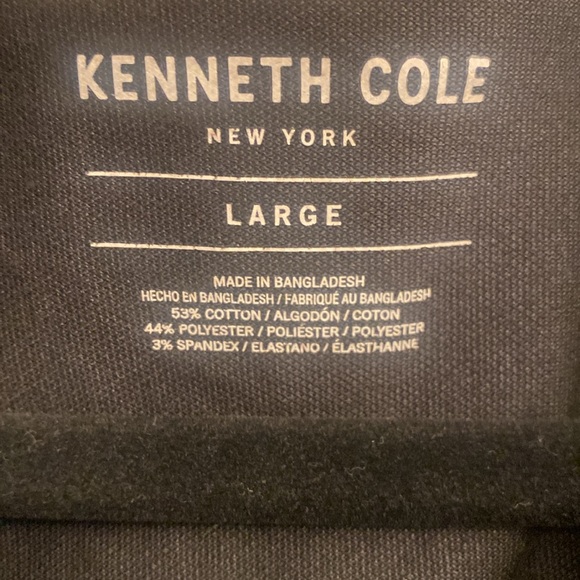 KENNETH COLE
NEW YORK
LARGE
MADE IN BANGLADESH
HECHO EN BANGLADESH / FABRIQUÉ AU BANGLADESH
53% COTTON / ALGODÓN / COTON
44% POLYESTER / POLIÉSTER / POLYESTER
3% SPANDEX / ELASTANO / ÉLASTHANNE